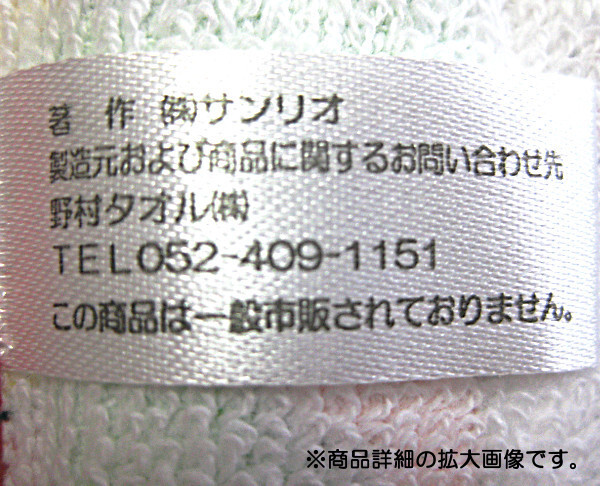 著 作 ㈱サンリオ
製造元および商品に関するお問い合わせ先
野村タオル㈱
TEL052-409-1151
この商品は一般市販されておりません。
※商品詳細の拡大画像です。